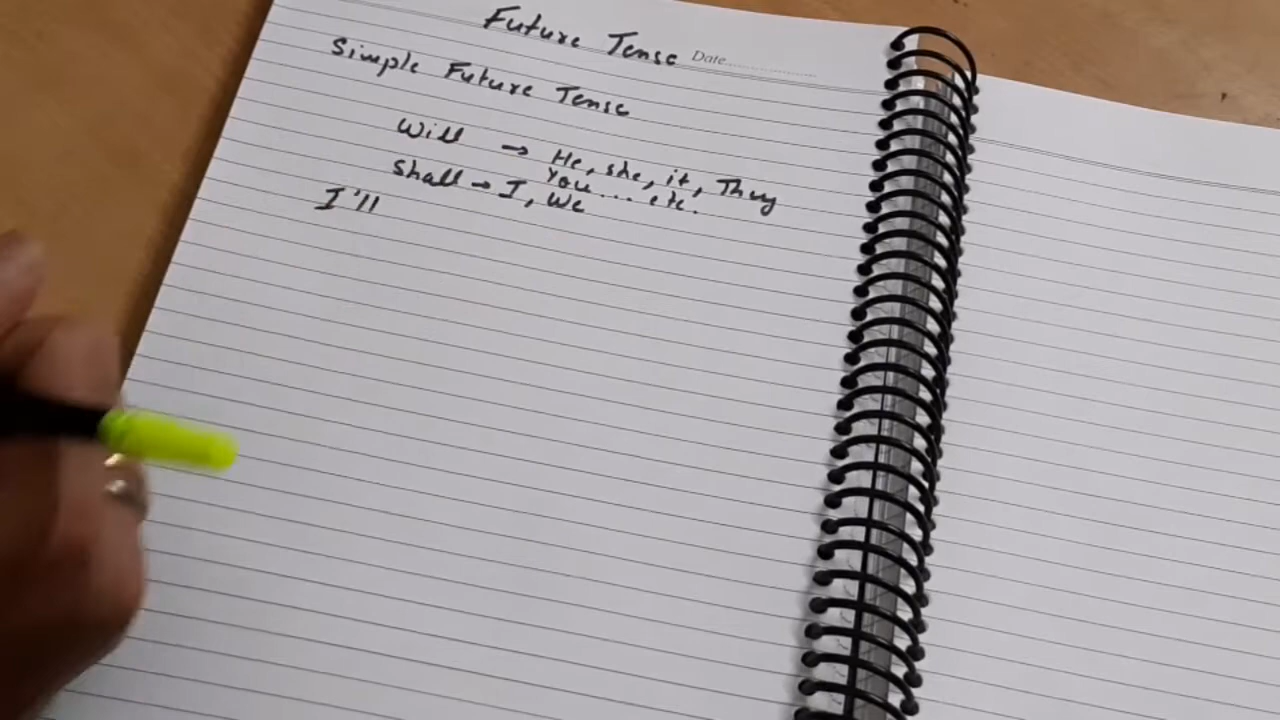 Future Tense Date....................
Simple Future Tense
Will → He, she, it, They
You ... etc.
Shall → I, We
I'll